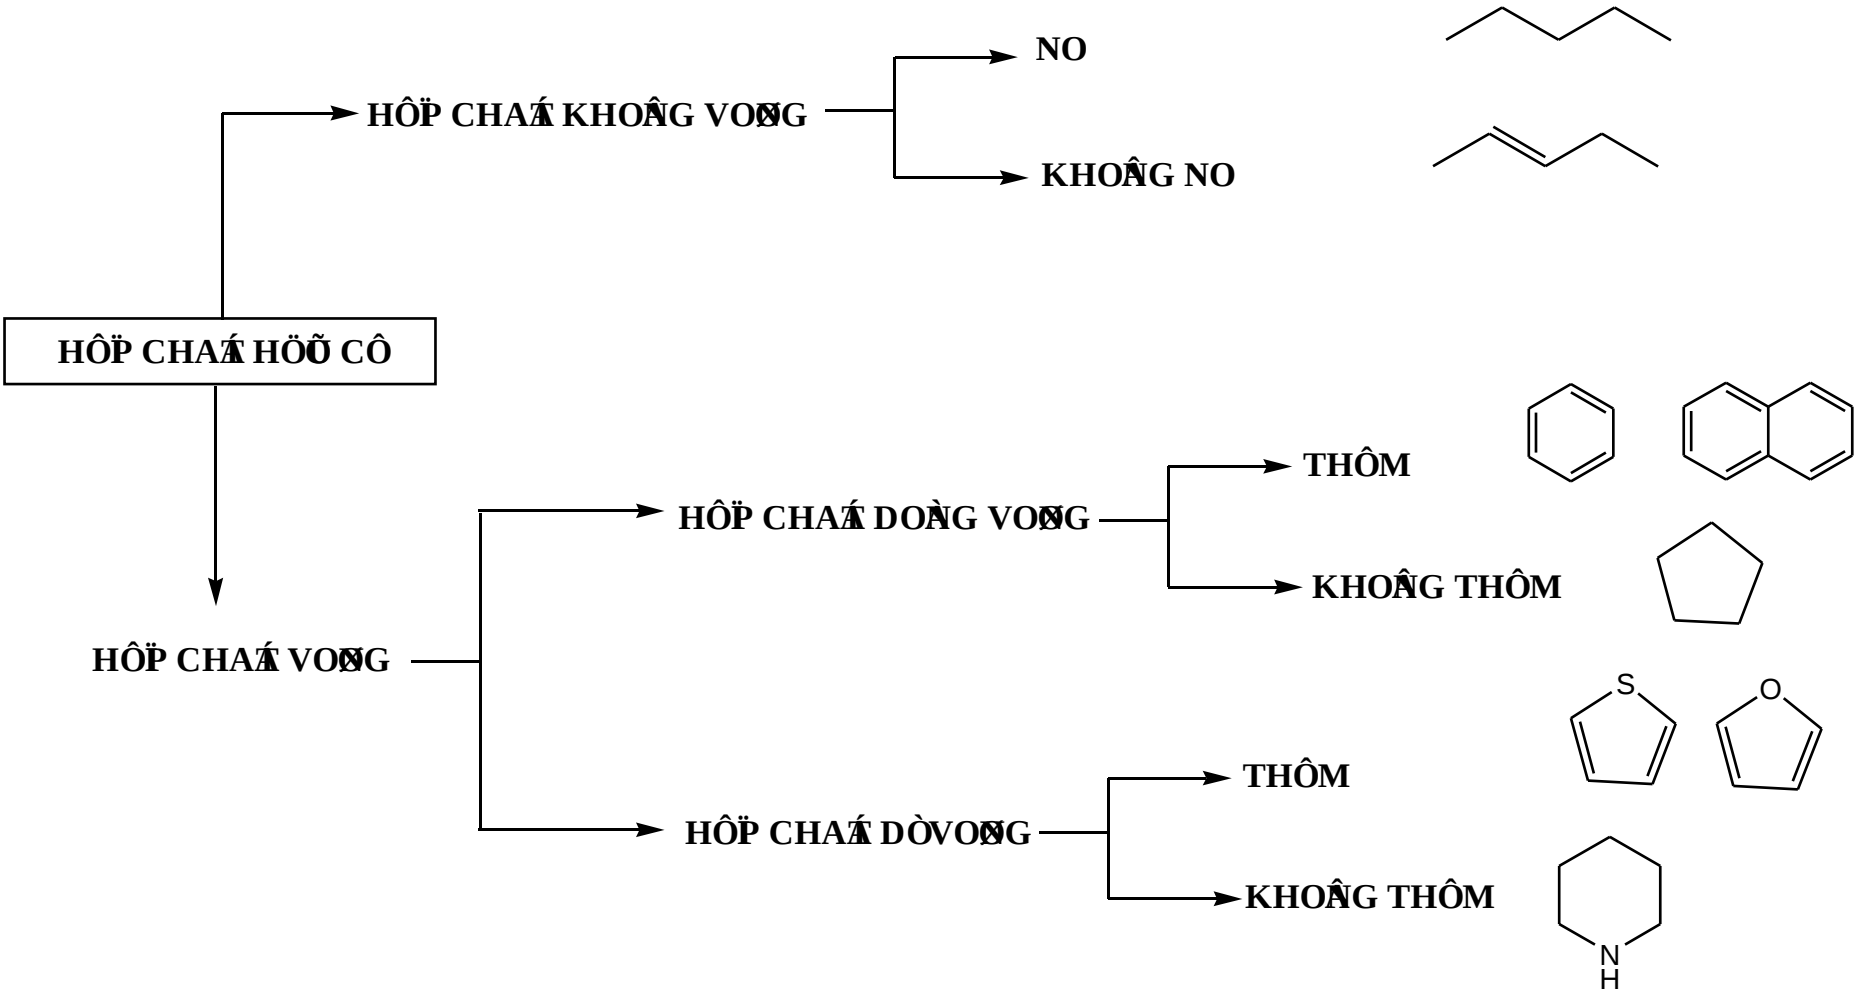 NO
HÔÏP CHAÁT KHOÂNG VOØNG
KHOÂNG NO
HÔÏP CHAÁT HÖÕU CÔ
THÔM
HÔÏP CHAÁT DOÀNG VOØNG
KHOÂNG THÔM
HÔÏP CHAÁT VOØNG
S
O
THÔM
HÔÏP CHAÁT DÒ VOØNG
KHOÂNG THÔM
N
H